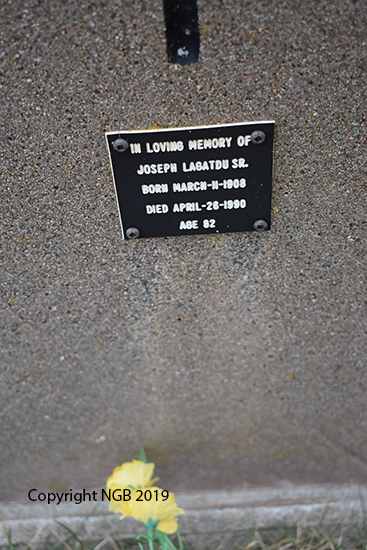 IN LOVING MEMORY OF
JOSEPH LAGATDU SR.
BORN MARCH-11-1908
DIED APRIL-26-1990
AGE 82
Copyright NGB 2019